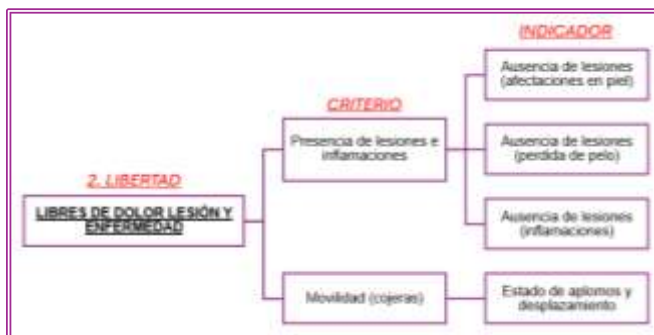 INDICADOR
Ausencia de lesiones
(afectaciones en piel)
CRITERIO
Presencia de lesiones e
inflamaciones
Ausencia de lesiones
(perdida de pelo)
2. LIBERTAD
LIBRES DE DOLOR LESIÓN Y
ENFERMEDAD
Ausencia de lesiones
(inflamaciones)
Movilidad (cojeras)
Estado de aplomos y
desplazamiento